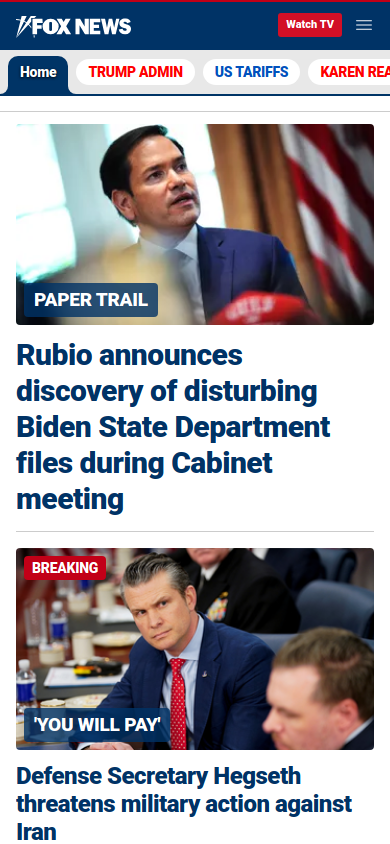 FOX NEWS
Watch TV
Home
TRUMP ADMIN
US TARIFFS
KAREN REA
PAPER TRAIL
Rubio announces
discovery of disturbing
Biden State Department
files during Cabinet
meeting
BREAKING
'YOU WILL PAY'
Defense Secretary Hegseth
threatens military action against
Iran